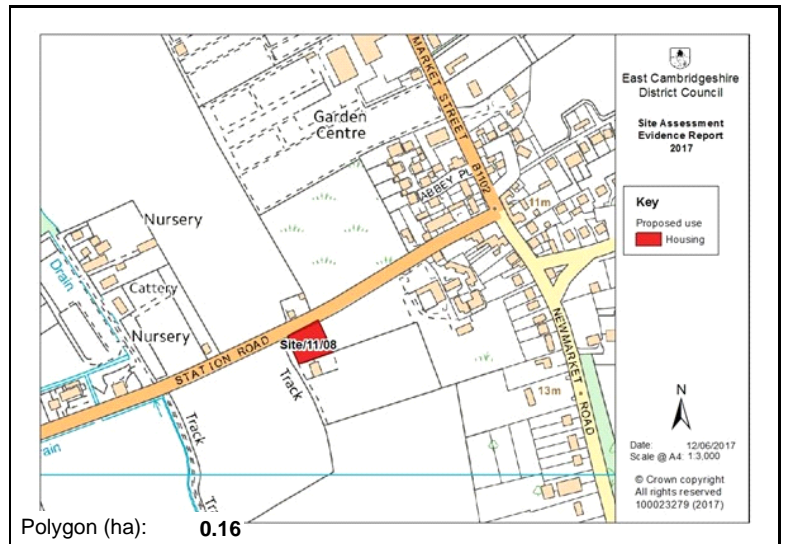 MARKET STREET
B1102
Garden
Centre
ABBEY PL
11m
Nursery
Drain
Cattery
Nursery
Site/11/08
STATION ROAD
Track
Track
NEWMARKET ROAD
13m
ain
Tr
East Cambridgeshire
District Council
Site Assessment
Evidence Report
2017
Key
Proposed use
Housing
N
Date: 12/06/2017
Scale @ A4: 1:3,000
© Crown copyright
All rights reserved
100023279 (2017)
Polygon (ha): 0.16